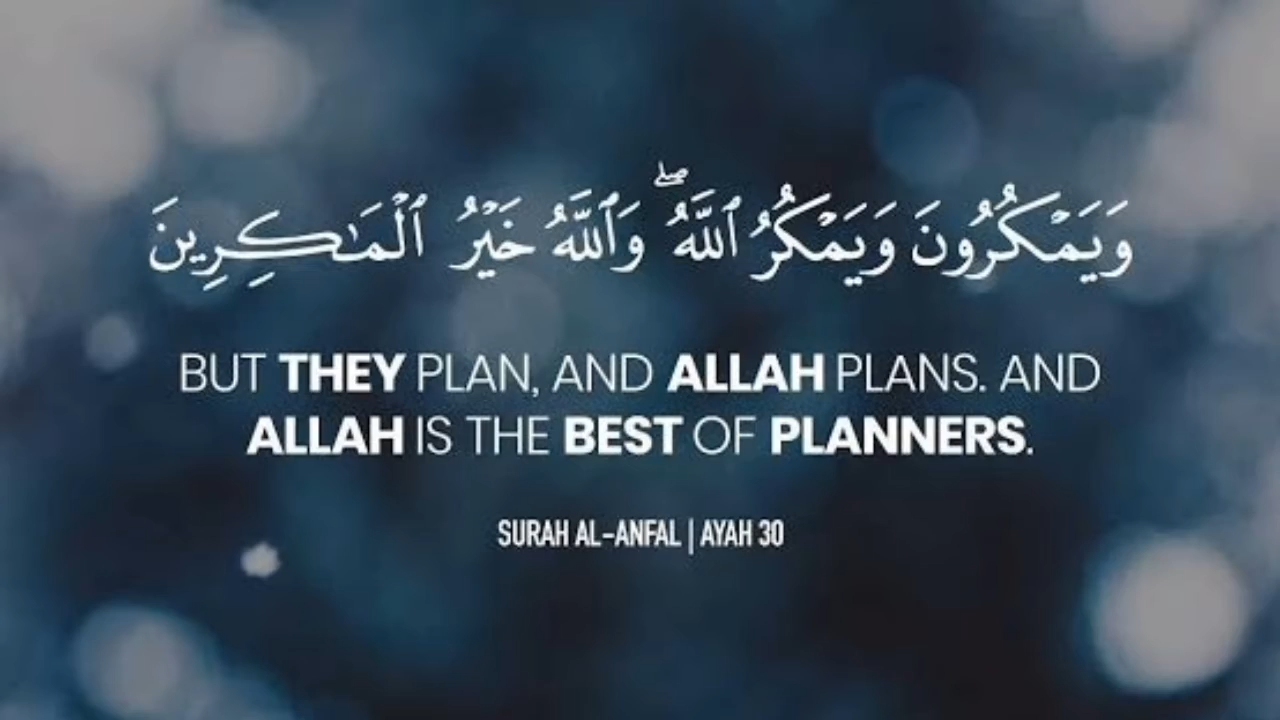 وَيَمْكُرُونَ وَيَمْكُرُ ٱللَّهُ ۖ وَٱللَّهُ خَيْرُ ٱلْمَـٰكِرِينَ
BUT THEY PLAN, AND ALLAH PLANS. AND
ALLAH IS THE BEST OF PLANNERS.
SURAH AL-ANFAL | AYAH 30